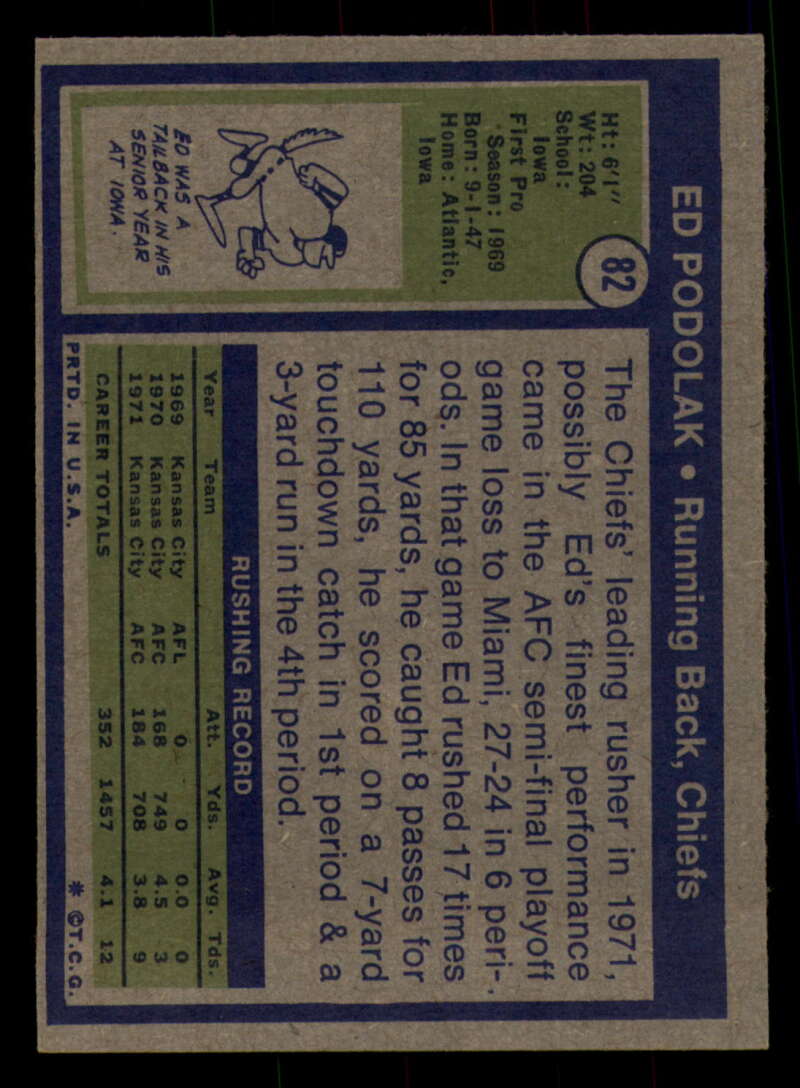 ED PODOLAK • Running Back, Chiefs
82
Ht: 6'1"
Wt: 204
School:
Iowa
First Pro
Season: 1969
Born: 9-1-47
Home: Atlantic,
Iowa
ED WAS A
TAILBACK IN HIS
SENIOR YEAR
AT IOWA.
The Chiefs' leading rusher in 1971,
possibly Ed's finest performance
came in the AFC semi-final playoff
game loss to Miami, 27-24 in 6 peri-
ods. In that game Ed rushed 17 times
for 85 yards, he caught 8 passes for
110 yards, he scored on a 7-yard
touchdown catch in 1st period & a
3-yard run in the 4th period.
RUSHING RECORD
Year Team Att. Yds. Avg. Tds.
1969 Kansas City AFL 0 0 0.0 0
1970 Kansas City AFC 168 749 4.5 3
1971 Kansas City AFC 184 708 3.8 9
CAREER TOTALS 352 1457 4.1 12
PRTD. IN U.S.A. * ©T.C.G.